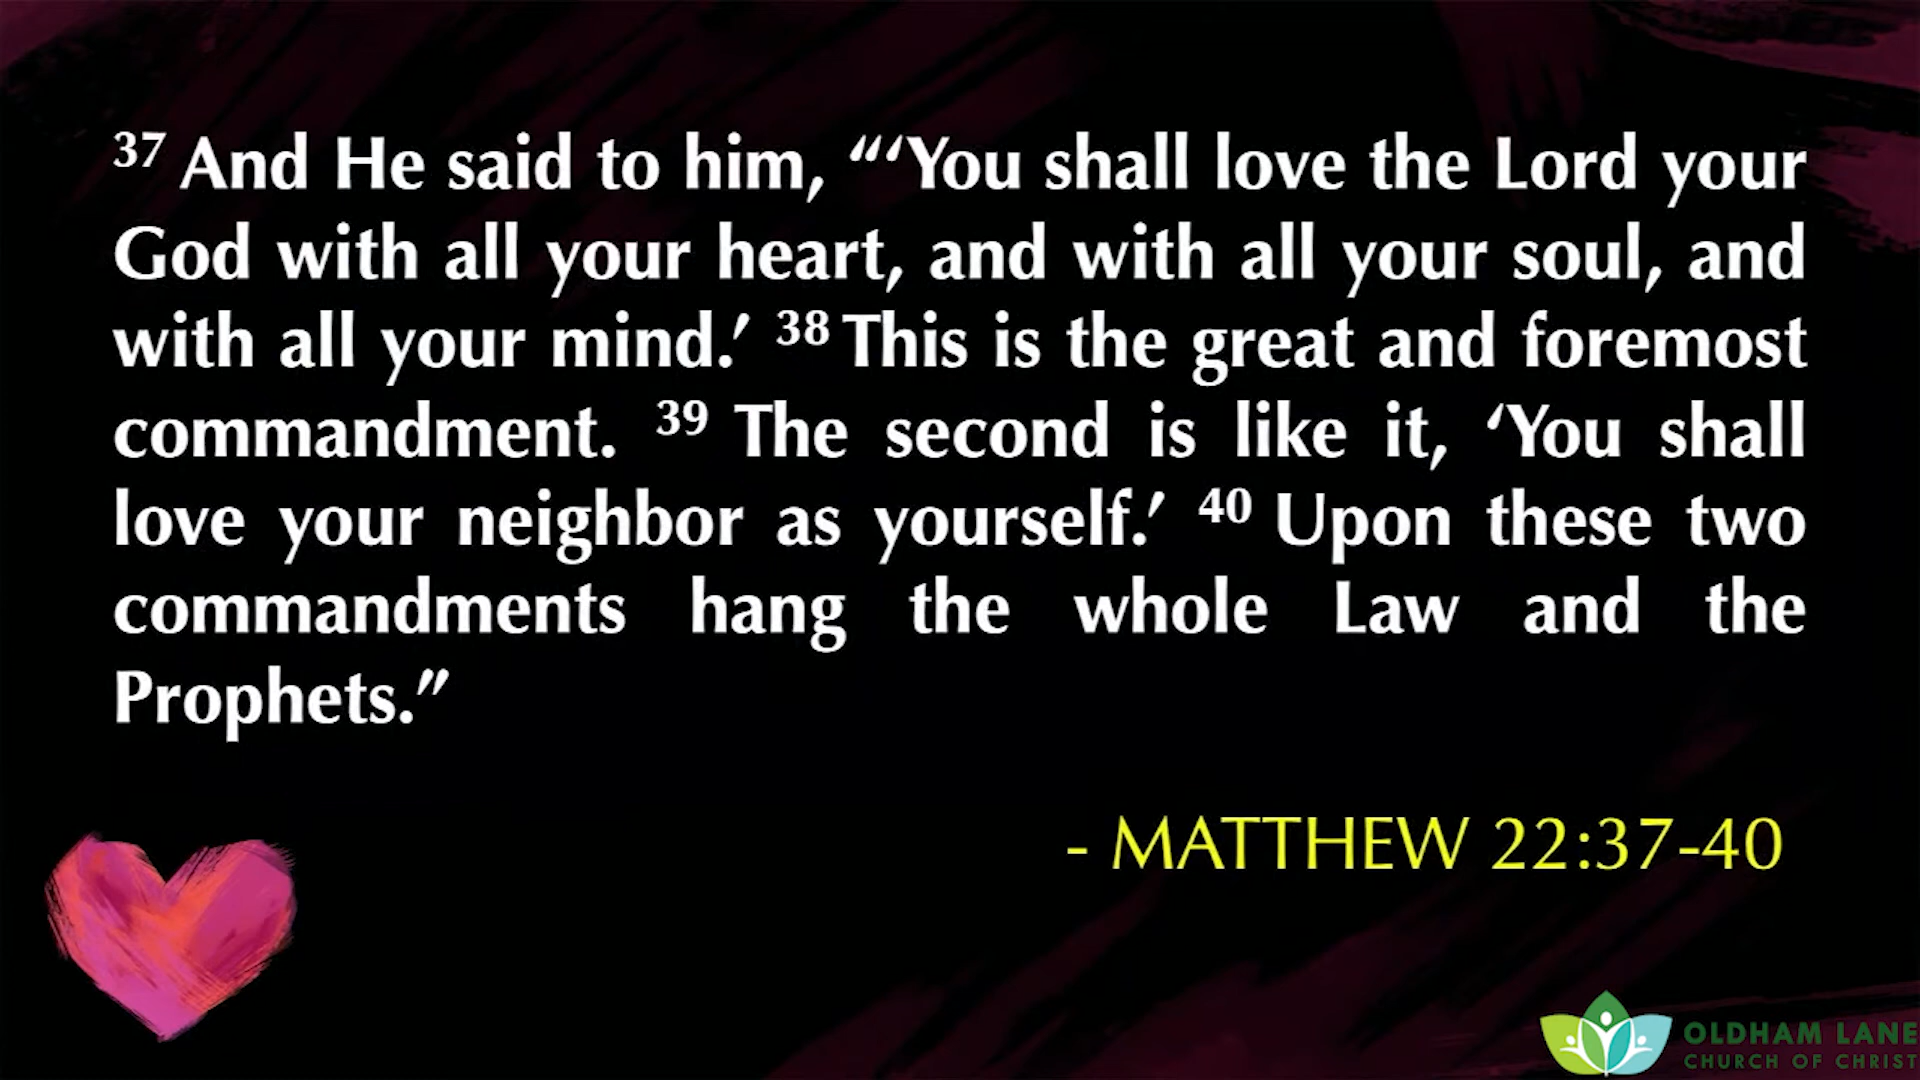 37 And He said to him, “‘You shall love the Lord your
God with all your heart, and with all your soul, and
with all your mind.’ 38 This is the great and foremost
commandment. 39 The second is like it, ‘You shall
love your neighbor as yourself.’ 40 Upon these two
commandments hang the whole Law and the
Prophets.”
- MATTHEW 22:37-40
OLDHAM LANE
CHURCH OF CHRIST